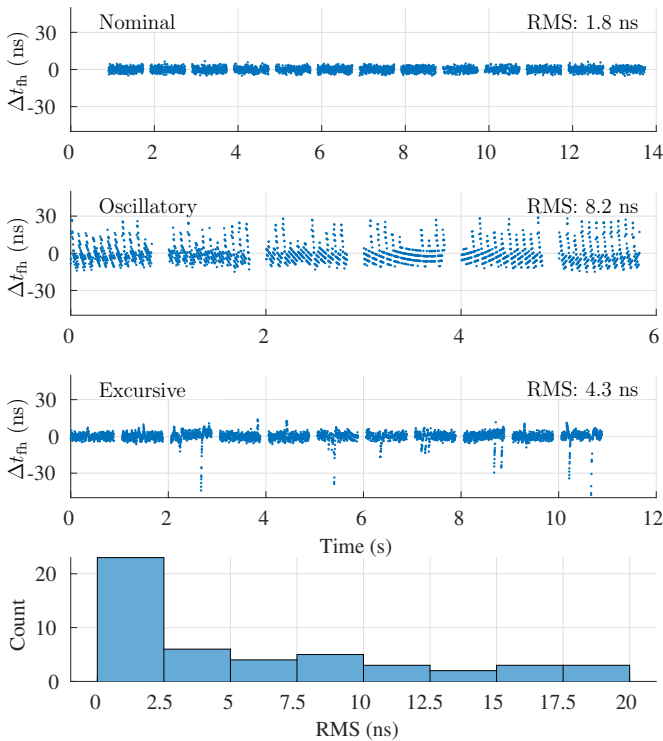 Nominal RMS: 1.8 ns
30
0
-30
Δt_fh (ns)
0 2 4 6 8 10 12 14
Oscillatory RMS: 8.2 ns
30
0
-30
Δt_fh (ns)
0 2 4 6
Excursive RMS: 4.3 ns
30
0
-30
Δt_fh (ns)
0 2 4 6 8 10 12
Time (s)
20
10
0
Count
0 2.5 5 7.5 10 12.5 15 17.5 20
RMS (ns)